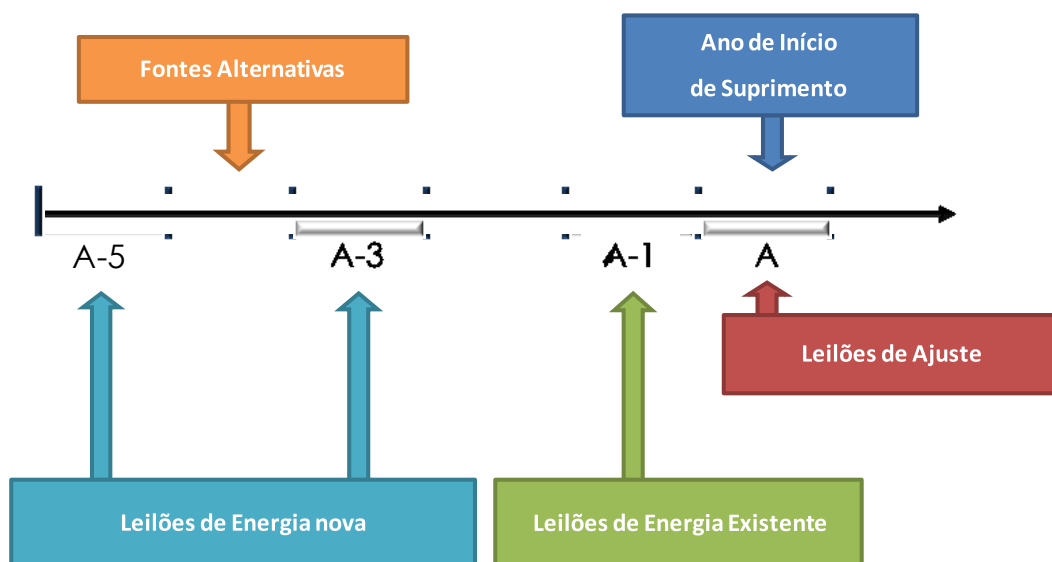 Fontes Alternativas
Ano de Início
de Suprimento
A-5
A-3
A-1
A
Leilões de Ajuste
Leilões de Energia nova
Leilões de Energia Existente